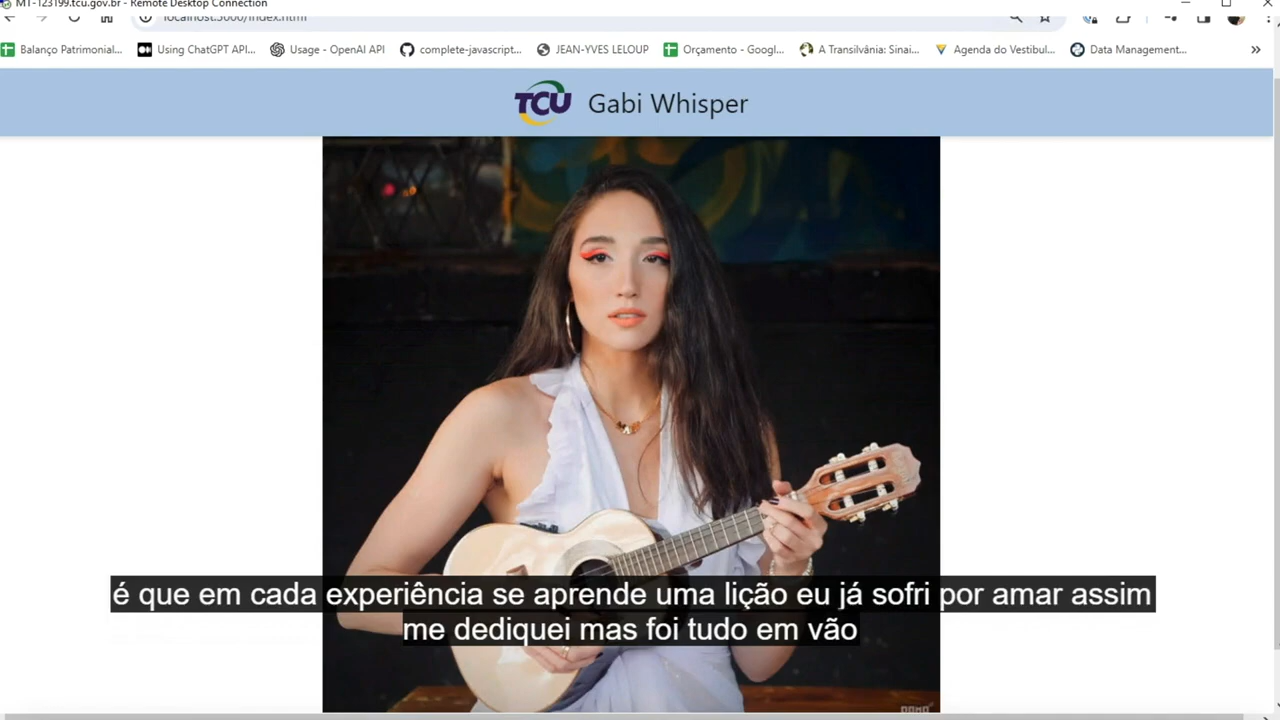 MT-123199.tcu.gov.br - Remote Desktop Connection
localhost:3000/index.html
Balanço Patrimonial...
Using ChatGPT API...
Usage - OpenAI API
complete-javascript...
JEAN-YVES LELOUP
Orçamento - Googl...
A Transilvânia: Sinai...
Agenda do Vestibul...
Data Management...
TCU
Gabi Whisper
é que em cada experiência se aprende uma lição eu já sofri por amar assim
me dediquei mas foi tudo em vão